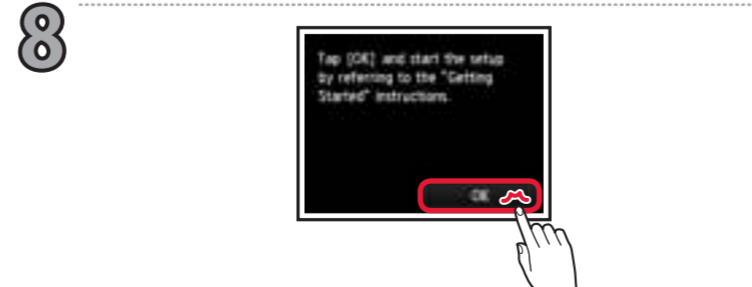 8
Tap [OK] and start the setup
by referring to the "Getting
Started" instructions.
OK